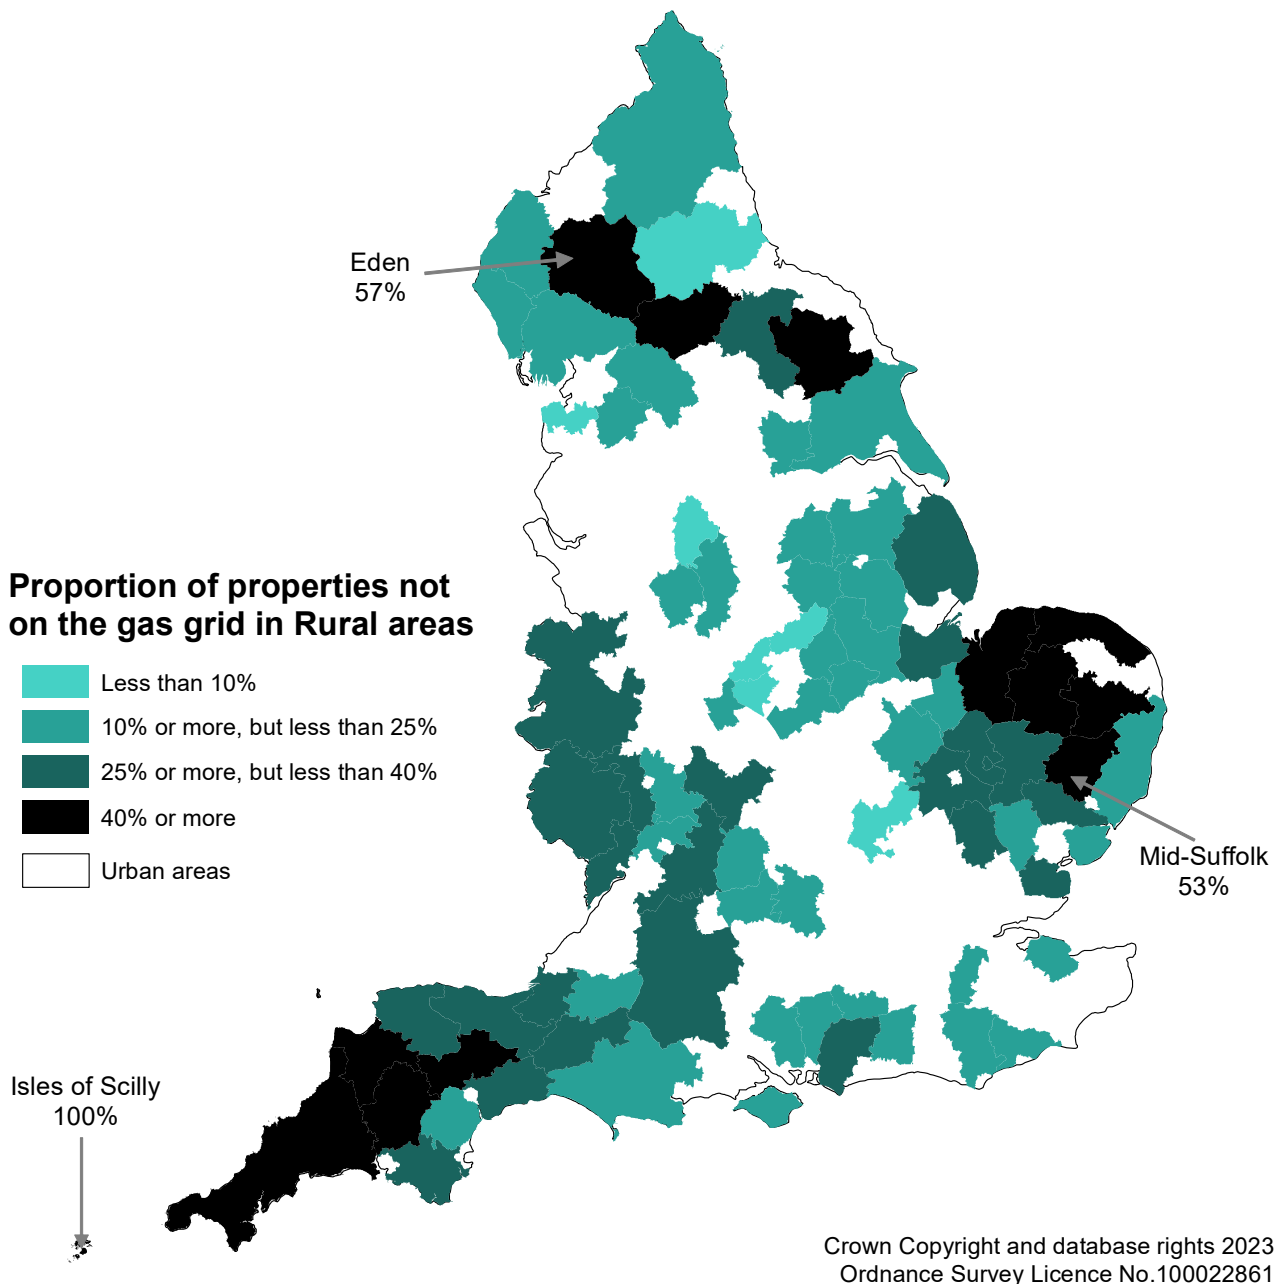 Eden
57%
Proportion of properties not
on the gas grid in Rural areas
Less than 10%
10% or more, but less than 25%
25% or more, but less than 40%
40% or more
Urban areas
Mid-Suffolk
53%
Isles of Scilly
100%
Crown Copyright and database rights 2023
Ordnance Survey Licence No.100022861